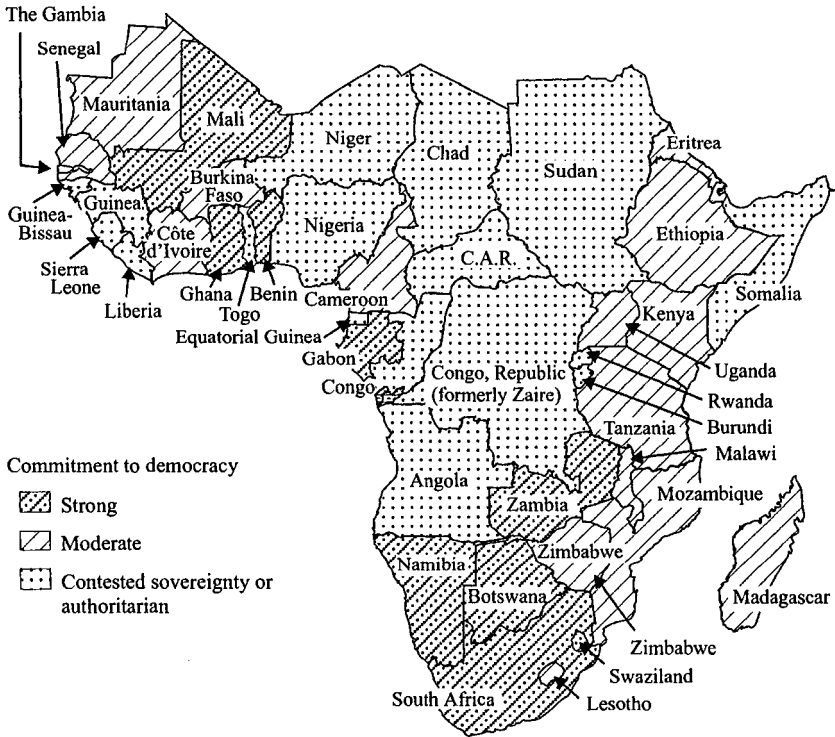 The Gambia
Senegal
Mauritania
Mali
Niger
Chad
Sudan
Eritrea
Burkina
Faso
Guinea
Guinea-
Bissau
Côte
d'Ivoire
Nigeria
Ethiopia
C.A.R.
Sierra
Leone
Liberia
Ghana
Togo
Benin
Cameroon
Equatorial Guinea
Gabon
Congo
Somalia
Kenya
Uganda
Congo, Republic
(formerly Zaire)
Rwanda
Burundi
Tanzania
Malawi
Angola
Zambia
Mozambique
Commitment to democracy
Strong
Moderate
Contested sovereignty or
authoritarian
Namibia
Zimbabwe
Botswana
Madagascar
Zimbabwe
Swaziland
South Africa
Lesotho